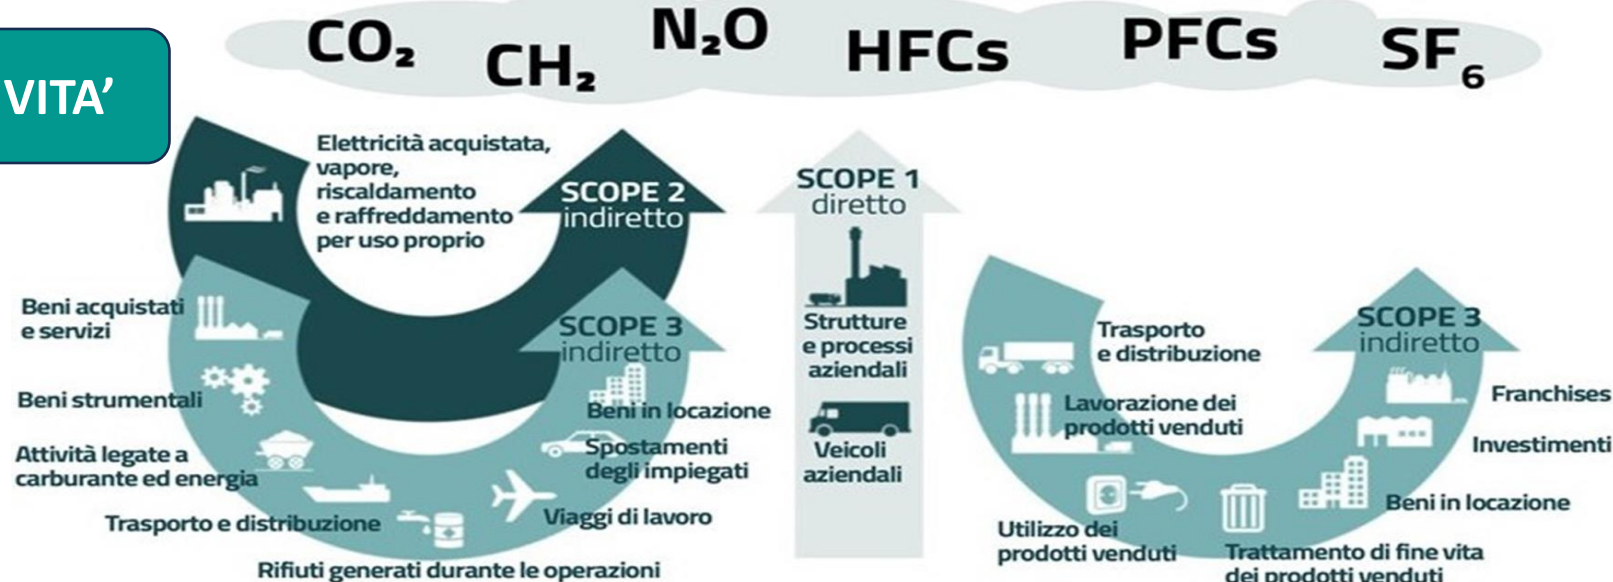 VITA’
CO₂
CH₂
N₂O
HFCs
PFCs
SF₆
Elettricità acquistata,
vapore,
riscaldamento
e raffreddamento
per uso proprio
SCOPE 2
indiretto
SCOPE 1
diretto
Beni acquistati
e servizi
Beni strumentali
Attività legate a
carburante ed energia
Trasporto e distribuzione
Rifiuti generati durante le operazioni
Viaggi di lavoro
Spostamenti
degli impiegati
Beni in locazione
SCOPE 3
indiretto
Strutture
e processi
aziendali
Veicoli
aziendali
Trasporto
e distribuzione
Lavorazione dei
prodotti venduti
Utilizzo dei
prodotti venduti
Trattamento di fine vita
dei prodotti venduti
Beni in locazione
Investimenti
Franchises
SCOPE 3
indiretto